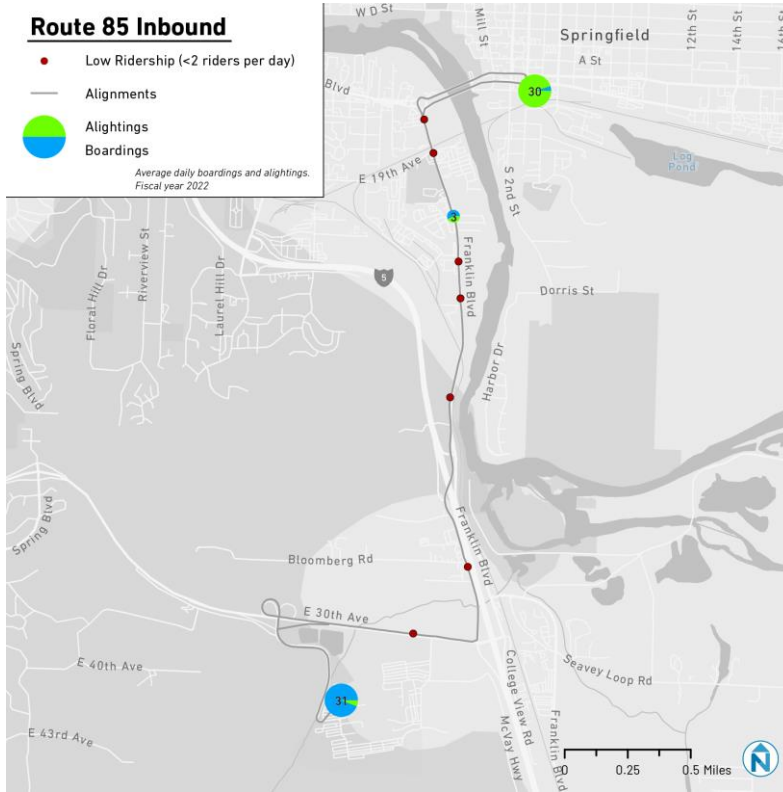 Route 85 Inbound
Low Ridership (<2 riders per day)
Alignments
Alightings
Boardings
Average daily boardings and alightings.
Fiscal year 2022
W D St
Mill St
Springfield
12th St
14th St
14th St
A St
Blvd
30
E 19th Ave
S 2nd St
Log
Pond
3
Franklin Blvd
5
Dorris St
Floral Hill Dr
Riverview St
Laurel Hill Dr
Spring Blvd
Harbor Dr
Spring Blvd
Bloomberg Rd
Franklin Blvd
E 30th Ave
E 40th Ave
Seavey Loop Rd
College View Rd
31
E 43rd Ave
McVay Hwy
Franklin Blvd
0 0.25 0.5 Miles
N